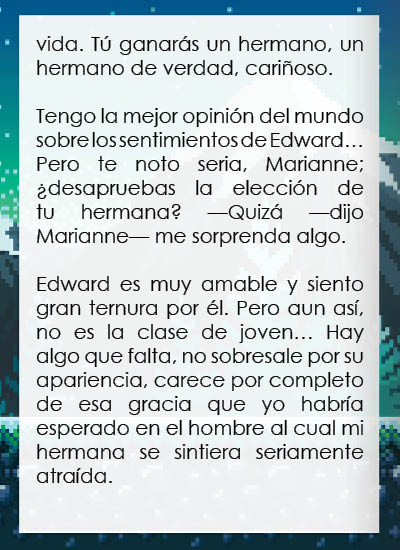 vida. Tú ganarás un hermano, un
hermano de verdad, cariñoso.
Tengo la mejor opinión del mundo
sobre los sentimientos de Edward…
Pero te noto seria, Marianne;
¿desapruebas la elección de
tu hermana? —Quizá —dijo
Marianne— me sorprenda algo.
Edward es muy amable y siento
gran ternura por él. Pero aun así,
no es la clase de joven… Hay
algo que falta, no sobresale por su
apariencia, carece por completo
de esa gracia que yo habría
esperado en el hombre al cual mi
hermana se sintiera seriamente
atraída.